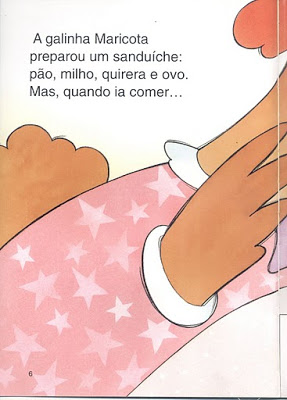 A galinha Maricota
preparou um sanduíche:
pão, milho, quirera e ovo.
Mas, quando ia comer...
6